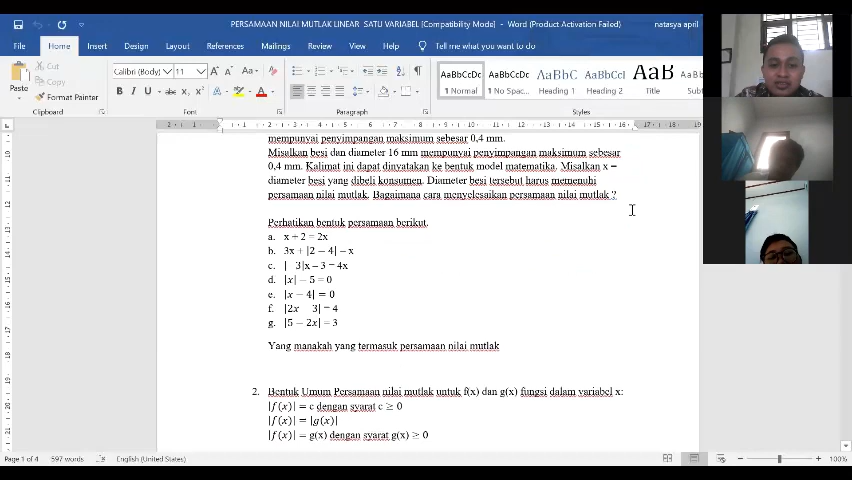 PERSAMAAN NILAI MUTLAK LINEAR SATU VARIABEL [Compatibility Mode] - Word (Product Activation Failed)
natasya april
File Home Insert Design Layout References Mailings Review View Help Tell me what you want to do
Paste
Cut
Copy
Format Painter
Clipboard
Calibri (Body) 11
Font
Paragraph
AaBbCcDc AaBbCcDc AaBbCc AaBbCcI AaB
1 Normal 1 No Spac... Heading 1 Heading 2 Title
Styles
mempunyai penyimpangan maksimum sebesar 0,4 mm.
Misalkan besi dan diameter 16 mm mempunyai penyimpangan maksimum sebesar
0,4 mm. Kalimat ini dapat dinyatakan ke bentuk model matematika. Misalkan x =
diameter besi yang dibeli konsumen. Diameter besi tersebut harus memenuhi
persamaan nilai mutlak. Bagaimana cara menyelesaikan persamaan nilai mutlak ?
Perhatikan bentuk persamaan berikut.
a. x + 2 = 2x
b. 3x + |2 − 4| − x
c. | 3|x – 3 = 4x
d. |x| − 5 = 0
e. |x − 4| = 0
f. |2x 3| = 4
g. |5 − 2x| = 3
Yang manakah yang termasuk persamaan nilai mutlak
2. Bentuk Umum Persamaan nilai mutlak untuk f(x) dan g(x) fungsi dalam variabel x:
|f(x)| = c dengan syarat c ≥ 0
|f(x)| = |g(x)|
|f(x)| = g(x) dengan syarat g(x) ≥ 0
Page 1 of 4 597 words English (United States) 100%